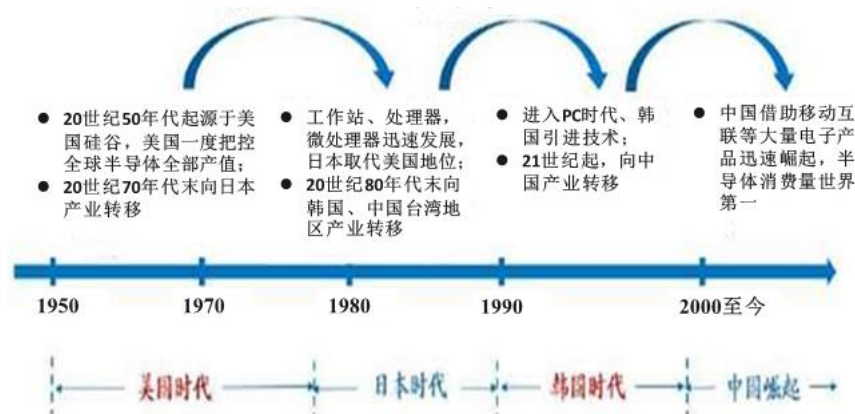 ● 20世纪50年代起源于美
国硅谷，美国一度把控
全球半导体全部产值；
● 20世纪70年代末向日本
产业转移
● 工作站、处理器，
微处理器迅速发展，
日本取代美国地位；
● 20世纪80年代末向
韩国、中国台湾地
区产业转移
● 进入PC时代、韩
国引进技术；
● 21世纪起，向中
国产业转移
● 中国借助移动互
联等大量电子产
品迅速崛起，半
导体消费量世界
第一
1950
1970
1980
1990
2000至今
美国时代
日本时代
韩国时代
中国崛起